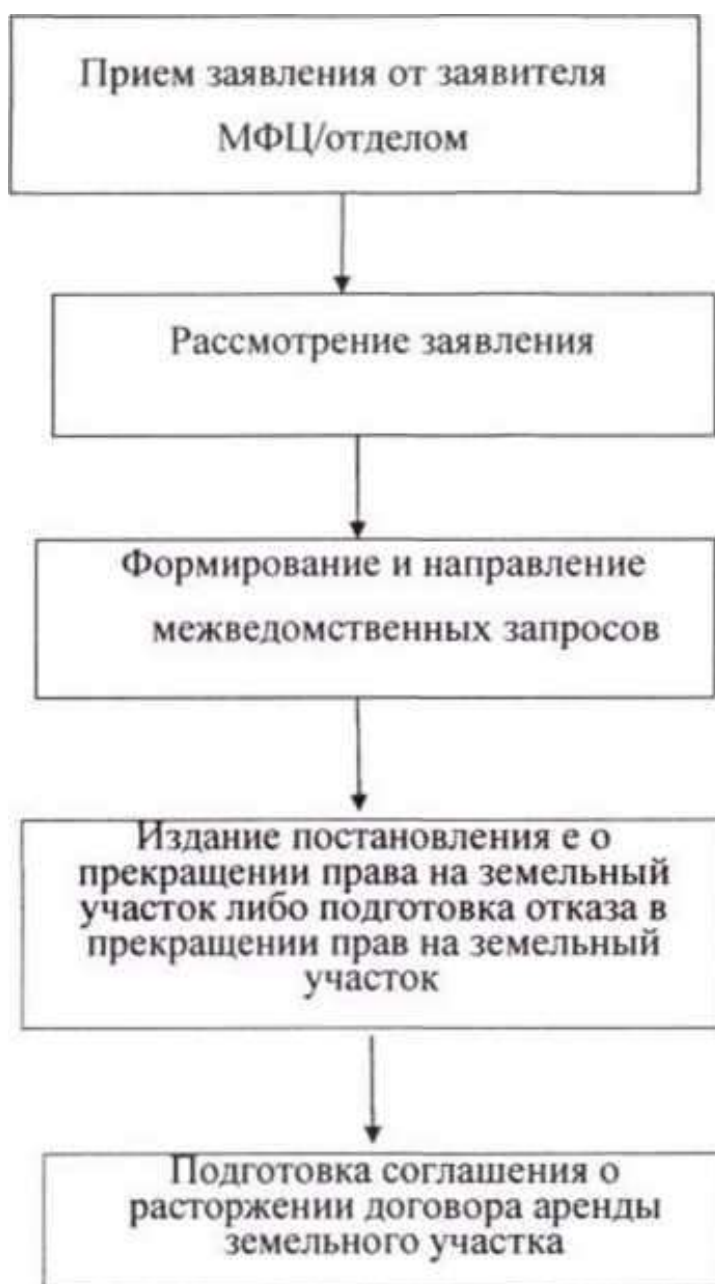 Прием заявления от заявителя
МФЦ/отделом
Рассмотрение заявления
Формирование и направление
межведомственных запросов
Издание постановления е о
прекращении права на земельный
участок либо подготовка отказа в
прекращении прав на земельный
участок
Подготовка соглашения о
расторжении договора аренды
земельного участка